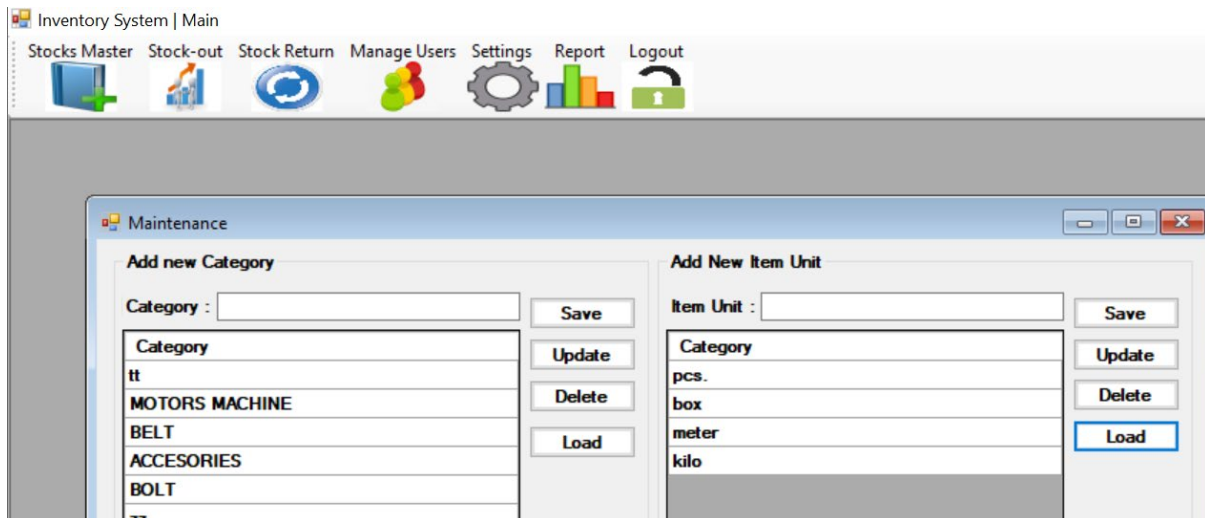 Inventory System | Main
Stocks Master Stock-out Stock Return Manage Users Settings Report Logout
Maintenance
Add new Category
Category :
Save
Category
Update
tt
MOTORS MACHINE
Delete
BELT
Load
ACCESORIES
BOLT
Add New Item Unit
Item Unit :
Save
Category
Update
pcs.
box
Delete
meter
Load
kilo